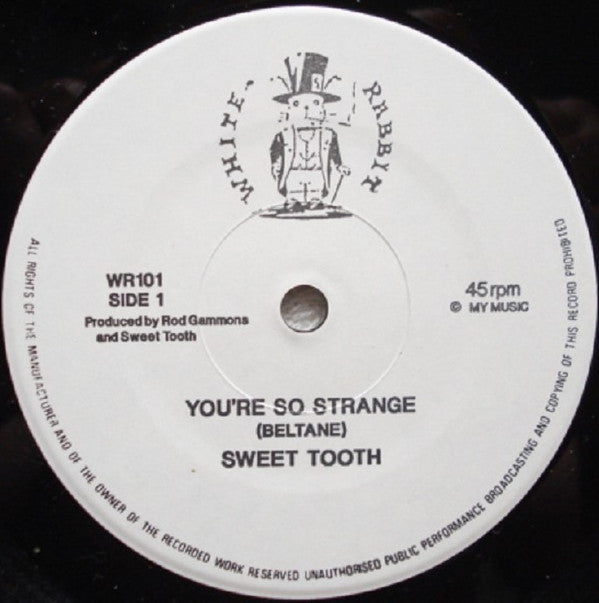 WHITE RABBIT
WR101
SIDE 1
Produced by Rod Gammons
and Sweet Tooth
45 rpm
© MY MUSIC
YOU'RE SO STRANGE
(BELTANE)
SWEET TOOTH
ALL RIGHTS OF THE MANUFACTURER AND OF THE OWNER OF THE RECORDED WORK RESERVED UNAUTHORISED PUBLIC PERFORMANCE BROADCASTING AND COPYING OF THIS RECORD PROHIBITED